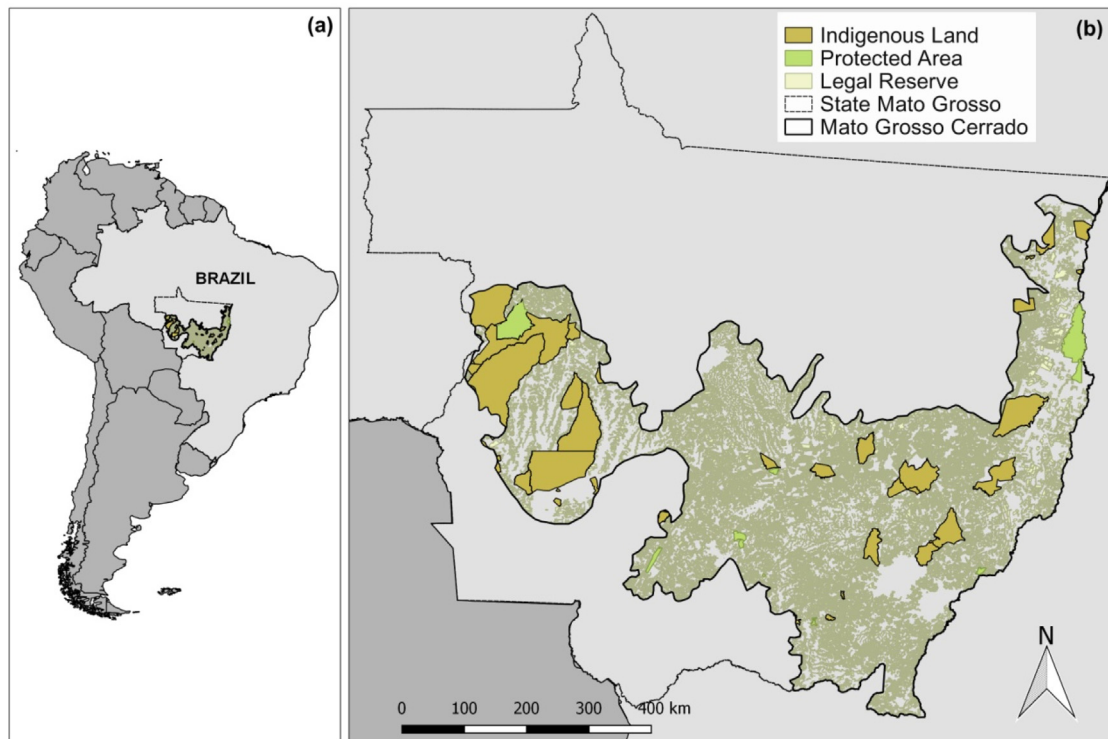 (a)
BRAZIL
(b)
Indigenous Land
Protected Area
Legal Reserve
State Mato Grosso
Mato Grosso Cerrado
N
0 100 200 300 400 km